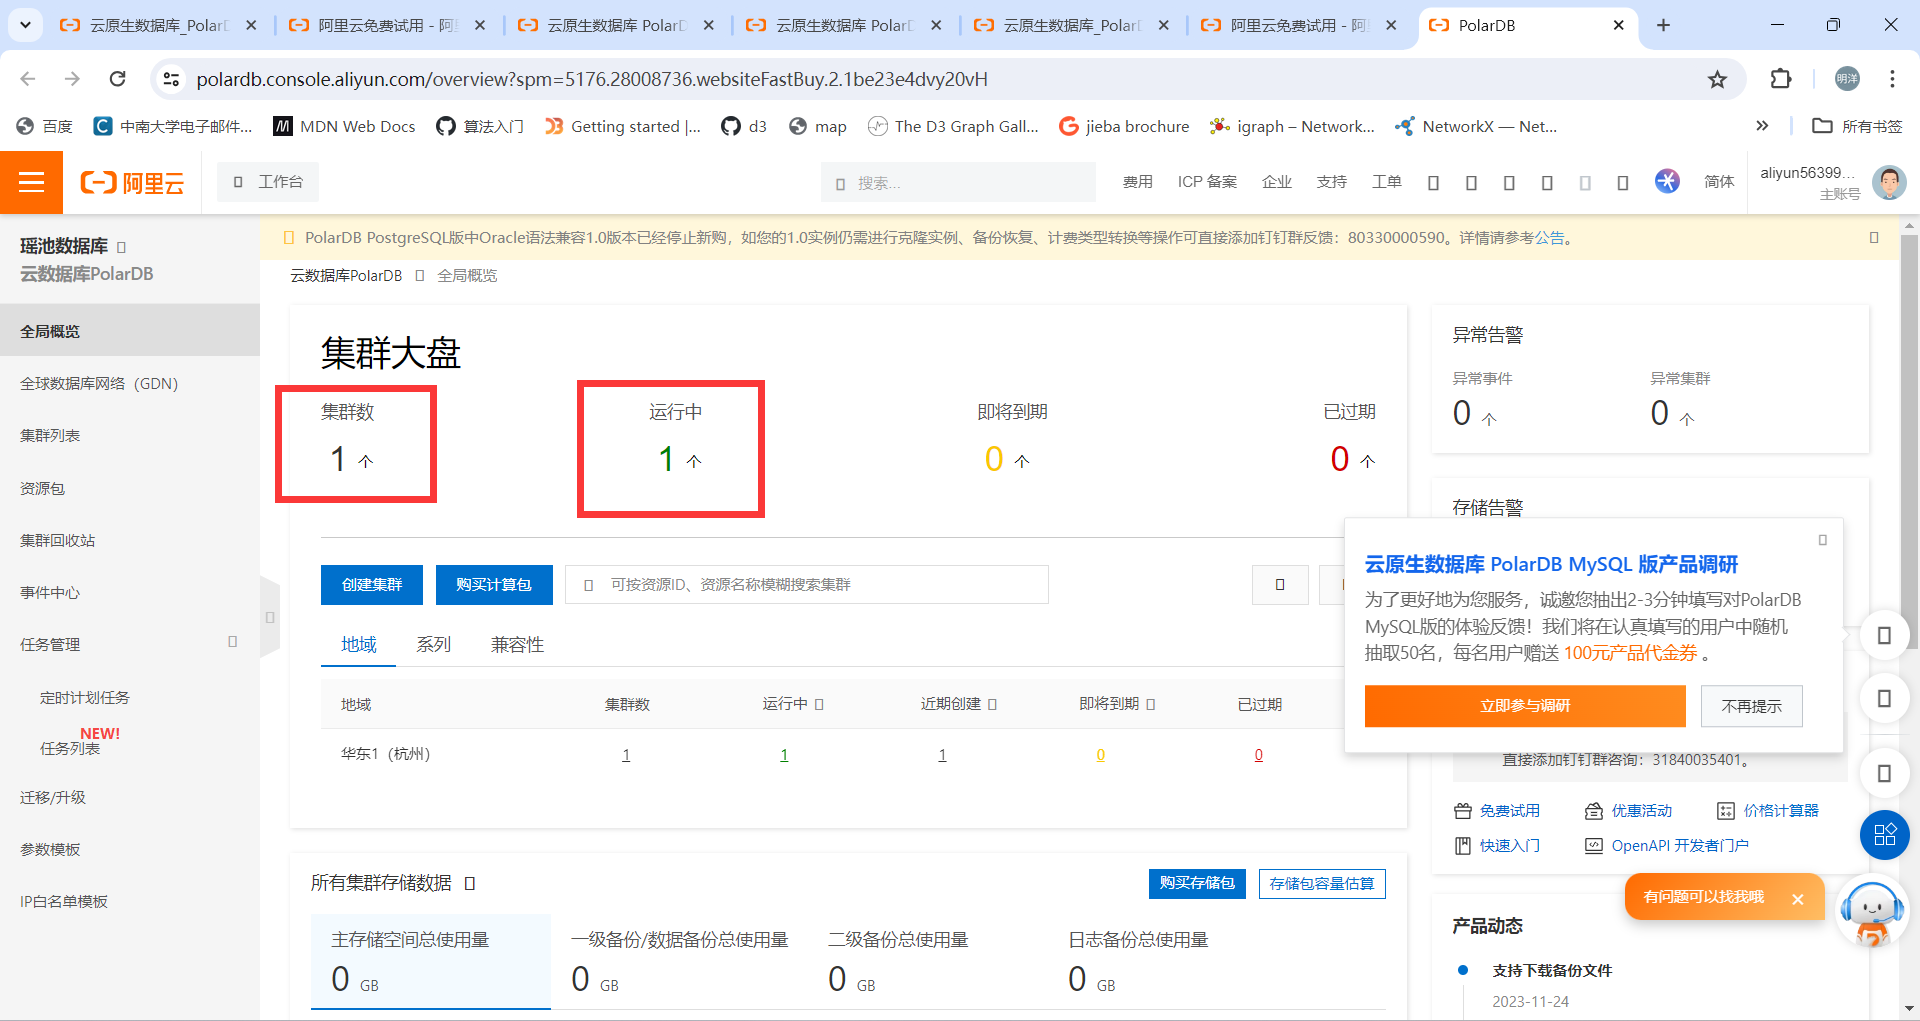 云原生数据库_PolarD
阿里云免费试用 - 阿
云原生数据库 PolarD
云原生数据库 PolarD
云原生数据库_PolarD
阿里云免费试用 - 阿
PolarDB
polardb.console.aliyun.com/overview?spm=5176.28008736.websiteFastBuy.2.1be23e4dvy20vH
明洋
百度
中南大学电子邮件...
MDN Web Docs
算法入门
Getting started |...
d3
map
The D3 Graph Gall...
jieba brochure
igraph – Network...
NetworkX — Net...
所有书签
阿里云
工作台
搜索...
费用
ICP 备案
企业
支持
工单
简体
aliyun56399...
主账号
瑶池数据库
云数据库PolarDB
全局概览
全球数据库网络（GDN）
集群列表
资源包
集群回收站
事件中心
任务管理
定时计划任务
NEW!
任务列表
迁移/升级
参数模板
IP白名单模板
PolarDB PostgreSQL版中Oracle语法兼容1.0版本已经停止新购，如您的1.0实例仍需进行克隆实例、备份恢复、计费类型转换等操作可直接添加钉钉群反馈：80330000590。详情请参考公告。
云数据库PolarDB 全局概览
集群大盘
集群数
1 个
运行中
1 个
即将到期
0 个
已过期
0 个
创建集群
购买计算包
可按资源ID、资源名称模糊搜索集群
地域
系列
兼容性
地域 集群数 运行中 近期创建 即将到期 已过期
华东1（杭州） 1 1 1 0 0
所有集群存储数据
购买存储包
存储包容量估算
主存储空间总使用量
0 GB
一级备份/数据备份总使用量
0 GB
二级备份总使用量
0 GB
日志备份总使用量
0 GB
异常告警
异常事件
0 个
异常集群
0 个
存储告警
云原生数据库 PolarDB MySQL 版产品调研
为了更好地为您服务，诚邀您抽出2-3分钟填写对PolarDB
MySQL版的体验反馈！我们将在认真填写的用户中随机
抽取50名，每名用户赠送 100元产品代金券 。
立即参与调研
不再提示
直接添加钉钉群咨询：31840035401。
免费试用
优惠活动
价格计算器
快速入门
OpenAPI 开发者门户
有问题可以找我哦
产品动态
支持下载备份文件
2023-11-24